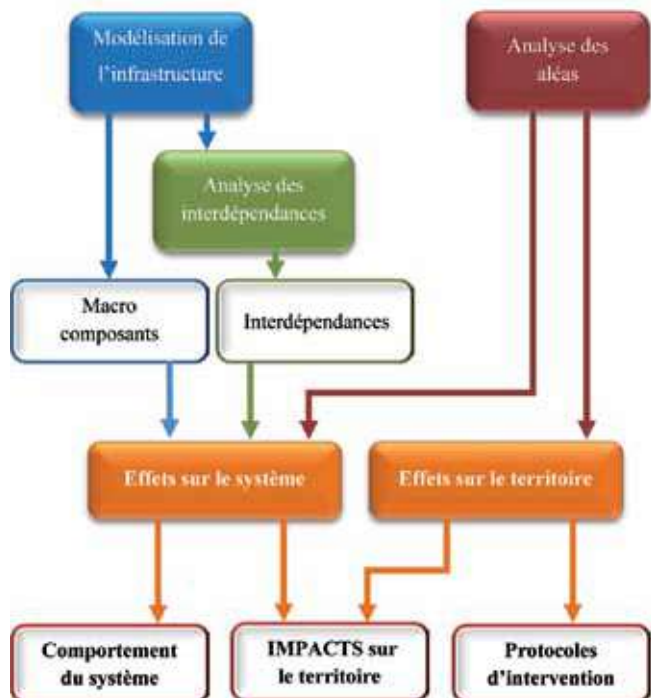 Modélisation de
l'infrastructure
Analyse des
aléas
Analyse des
interdépendances
Macro
composants
Interdépendances
Effets sur le système
Effets sur le territoire
Comportement
du système
IMPACTS sur
le territoire
Protocoles
d'intervention